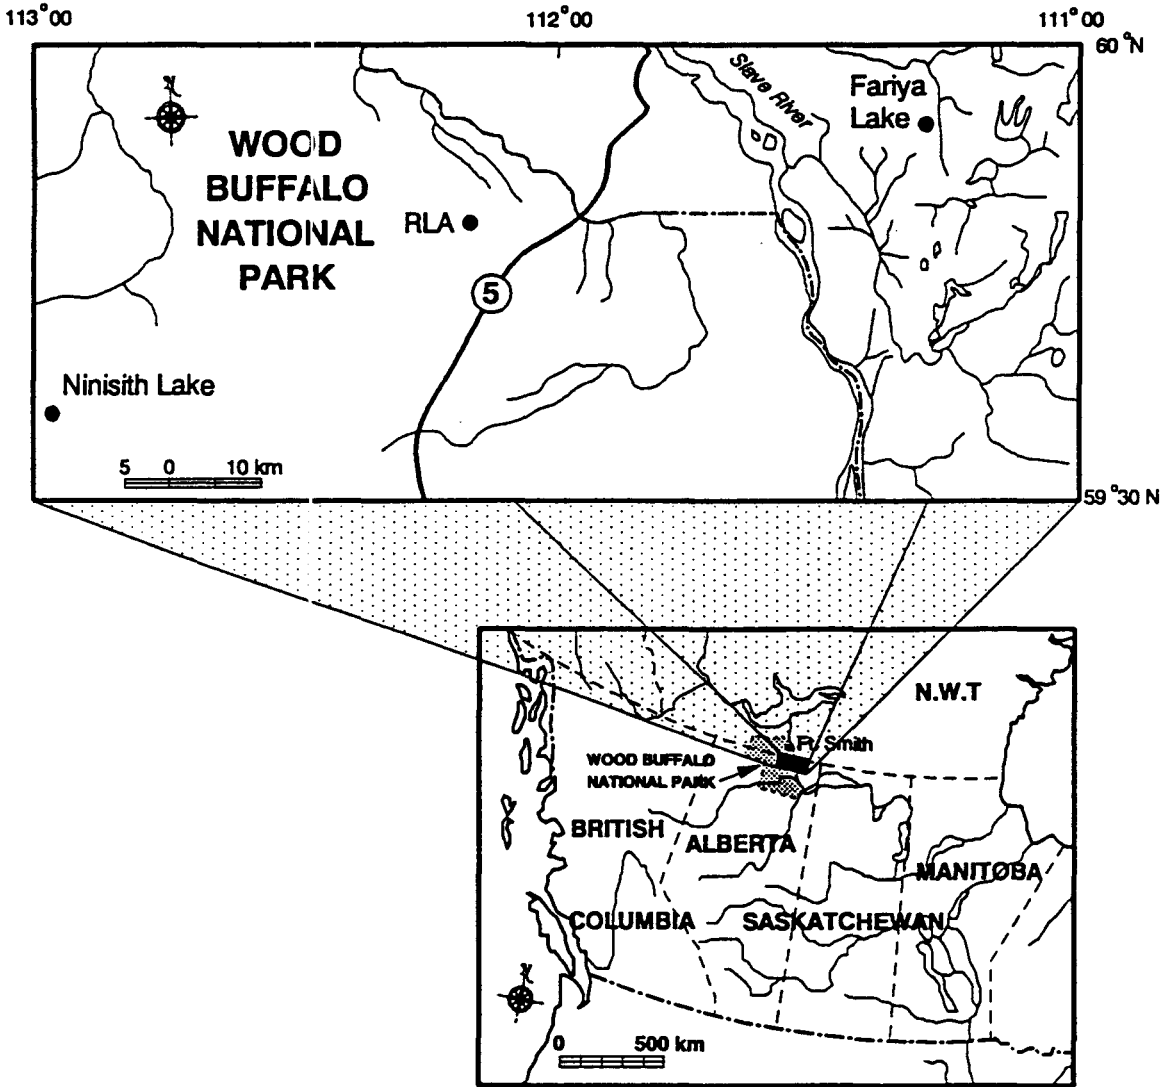 113°00
112°00
111°00
60 °N
Slave River
Fariya
Lake
WOOD
BUFFALO
NATIONAL
PARK
RLA
5
Ninisith Lake
5 0 10 km
59 °30 N
N.W.T
Ft. Smith
WOOD BUFFALO
NATIONAL PARK
BRITISH
ALBERTA
MANITOBA
COLUMBIA
SASKATCHEWAN
0 500 km